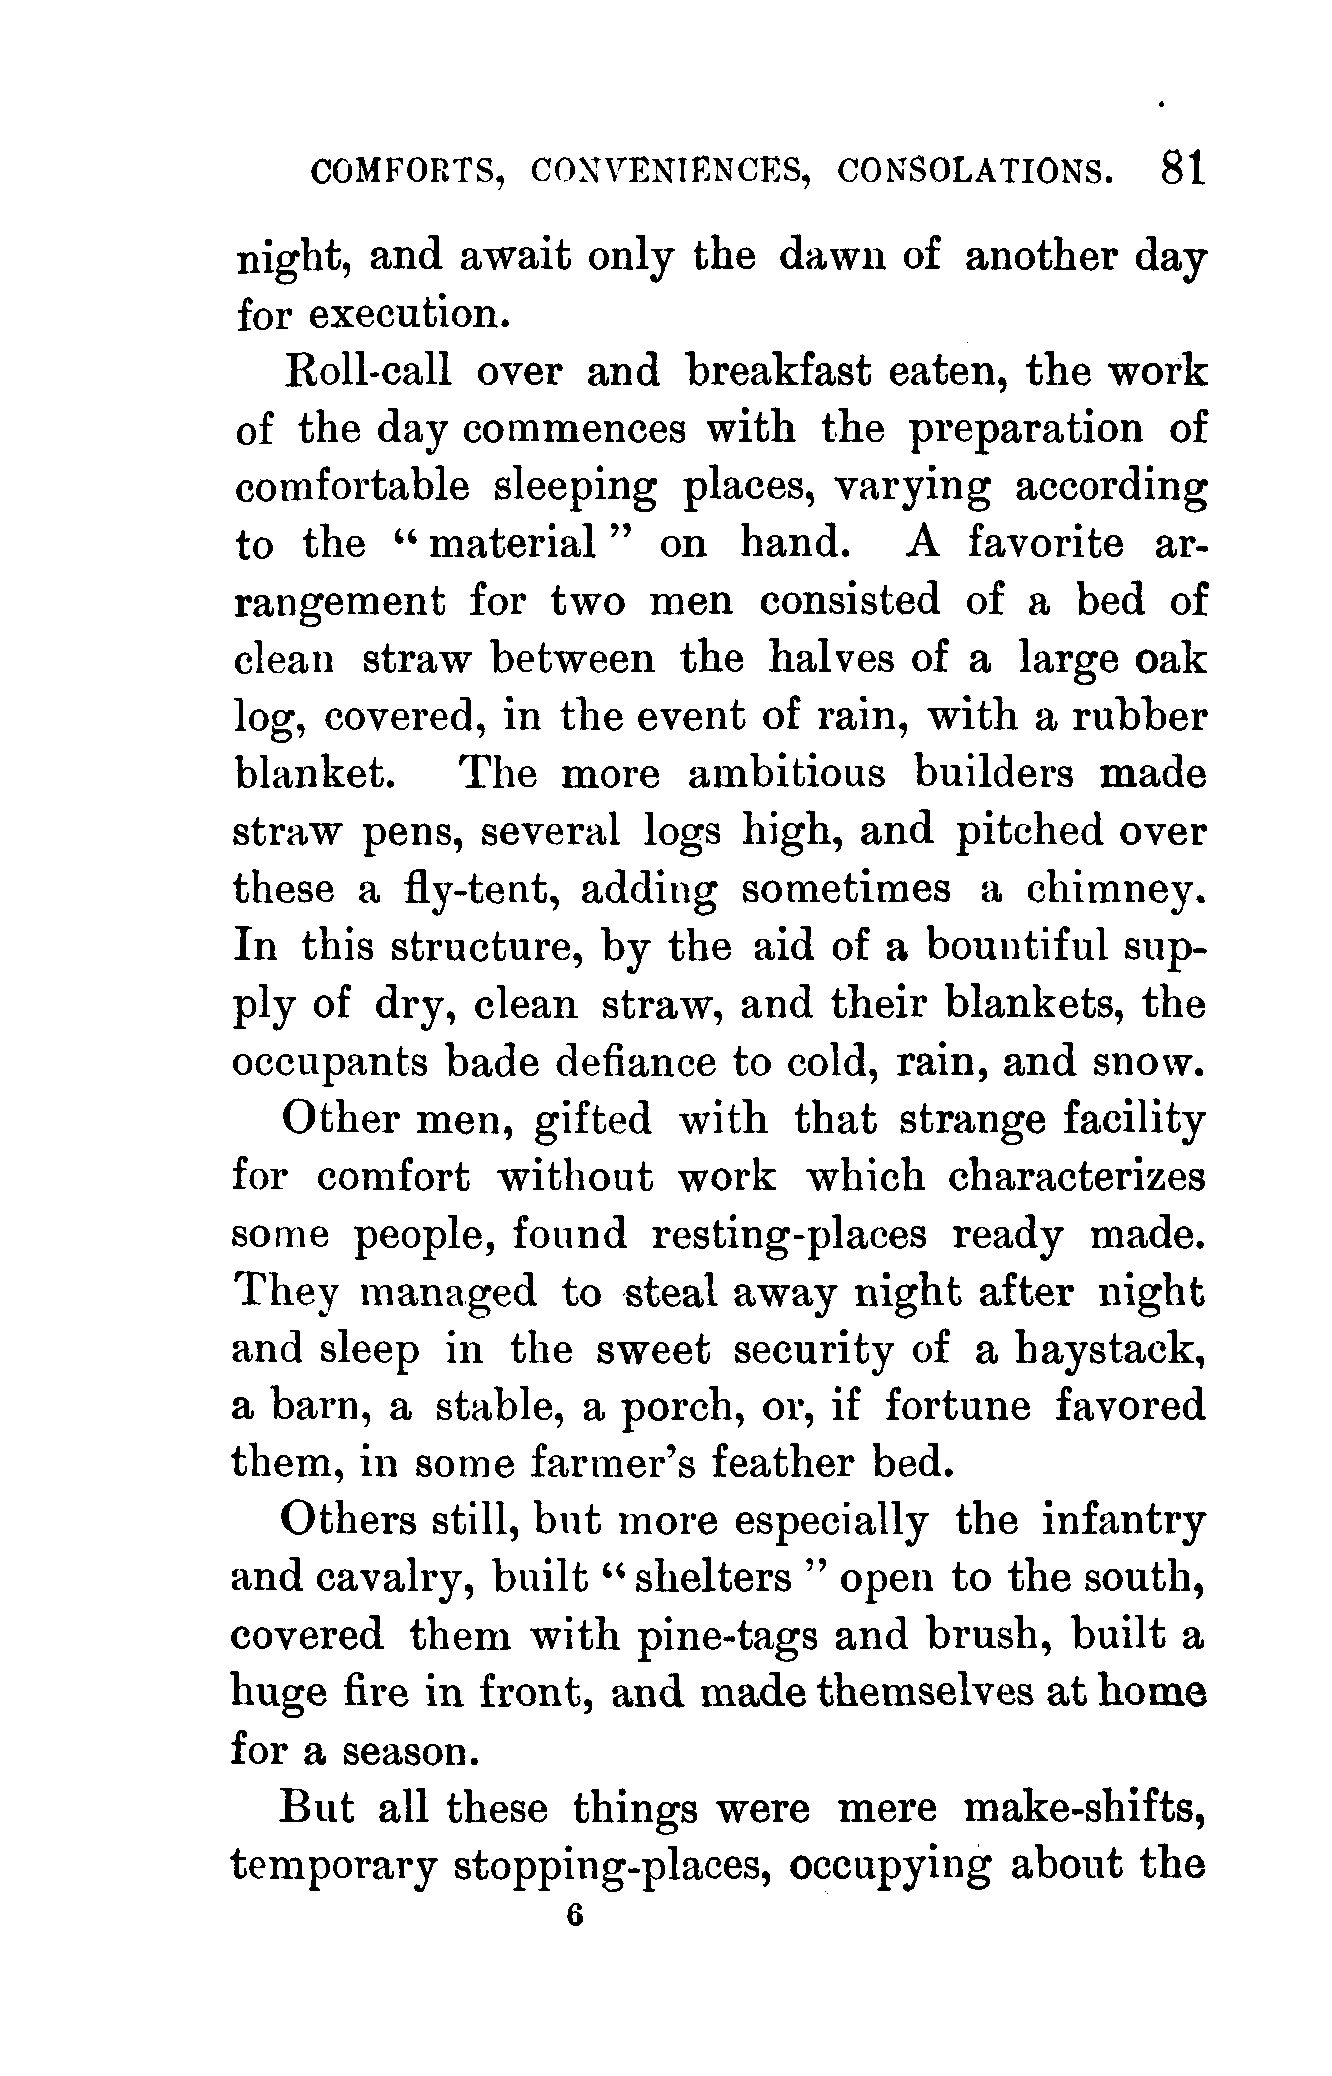 COMFORTS, CONVENIENCES, CONSOLATIONS. 81
night, and await only the dawn of another day
for execution.
Roll-call over and breakfast eaten, the work
of the day commences with the preparation of
comfortable sleeping places, varying according
to the “ material ” on hand. A favorite ar-
rangement for two men consisted of a bed of
clean straw between the halves of a large oak
log, covered, in the event of rain, with a rubber
blanket. The more ambitious builders made
straw pens, several logs high, and pitched over
these a fly-tent, adding sometimes a chimney.
In this structure, by the aid of a bountiful sup-
ply of dry, clean straw, and their blankets, the
occupants bade defiance to cold, rain, and snow.
Other men, gifted with that strange facility
for comfort without work which characterizes
some people, found resting-places ready made.
They managed to steal away night after night
and sleep in the sweet security of a haystack,
a barn, a stable, a porch, or, if fortune favored
them, in some farmer’s feather bed.
Others still, but more especially the infantry
and cavalry, built “ shelters ” open to the south,
covered them with pine-tags and brush, built a
huge fire in front, and made themselves at home
for a season.
But all these things were mere make-shifts,
temporary stopping-places, occupying about the
6